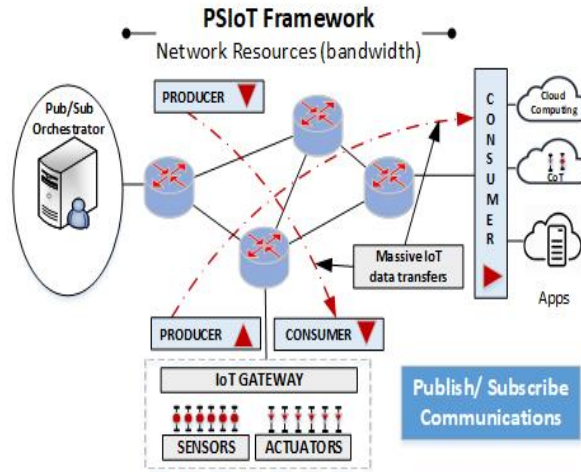 PSIoT Framework
Network Resources (bandwidth)
Pub/Sub
Orchestrator
PRODUCER
CONSUMER
Cloud
Computing
CoT
Apps
Massive IoT
data transfers
PRODUCER
CONSUMER
IoT GATEWAY
SENSORS
ACTUATORS
Publish/ Subscribe
Communications